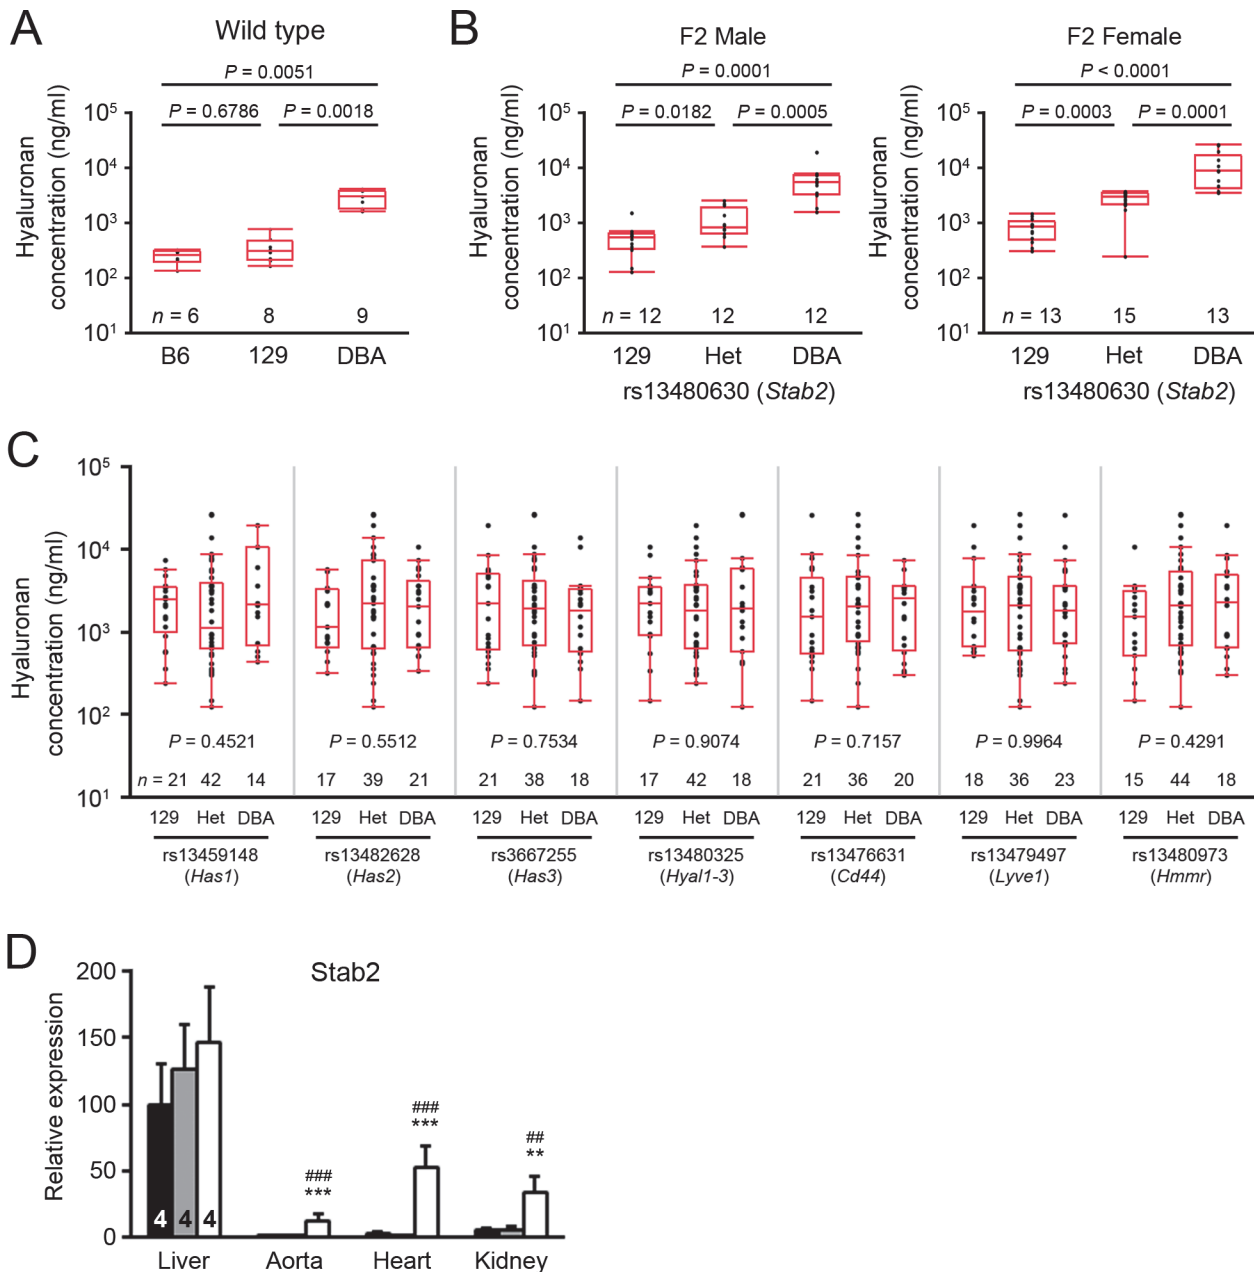 A
Wild type
P = 0.0051
P = 0.6786
P = 0.0018
Hyaluronan
concentration (ng/ml)
10⁵
10⁴
10³
10²
10¹
n = 6
8
9
B6
129
DBA
B
F2 Male
P = 0.0001
P = 0.0182
P = 0.0005
Hyaluronan
concentration (ng/ml)
10⁵
10⁴
10³
10²
10¹
n = 12
12
12
129
Het
DBA
rs13480630 (Stab2)
F2 Female
P < 0.0001
P = 0.0003
P = 0.0001
Hyaluronan
concentration (ng/ml)
10⁵
10⁴
10³
10²
10¹
n = 13
15
13
129
Het
DBA
rs13480630 (Stab2)
C
Hyaluronan
concentration (ng/ml)
10⁵
10⁴
10³
10²
10¹
P = 0.4521
P = 0.5512
P = 0.7534
P = 0.9074
P = 0.7157
P = 0.9964
P = 0.4291
n = 21 42 14
17 39 21
21 38 18
17 42 18
21 36 20
18 36 23
15 44 18
129 Het DBA
129 Het DBA
129 Het DBA
129 Het DBA
129 Het DBA
129 Het DBA
129 Het DBA
rs13459148
(Has1)
rs13482628
(Has2)
rs3667255
(Has3)
rs13480325
(Hyal1-3)
rs13476631
(Cd44)
rs13479497
(Lyve1)
rs13480973
(Hmmr)
D
Stab2
Relative expression
200
150
100
50
0
4 4 4
###
***
###
***
##
**
Liver
Aorta
Heart
Kidney